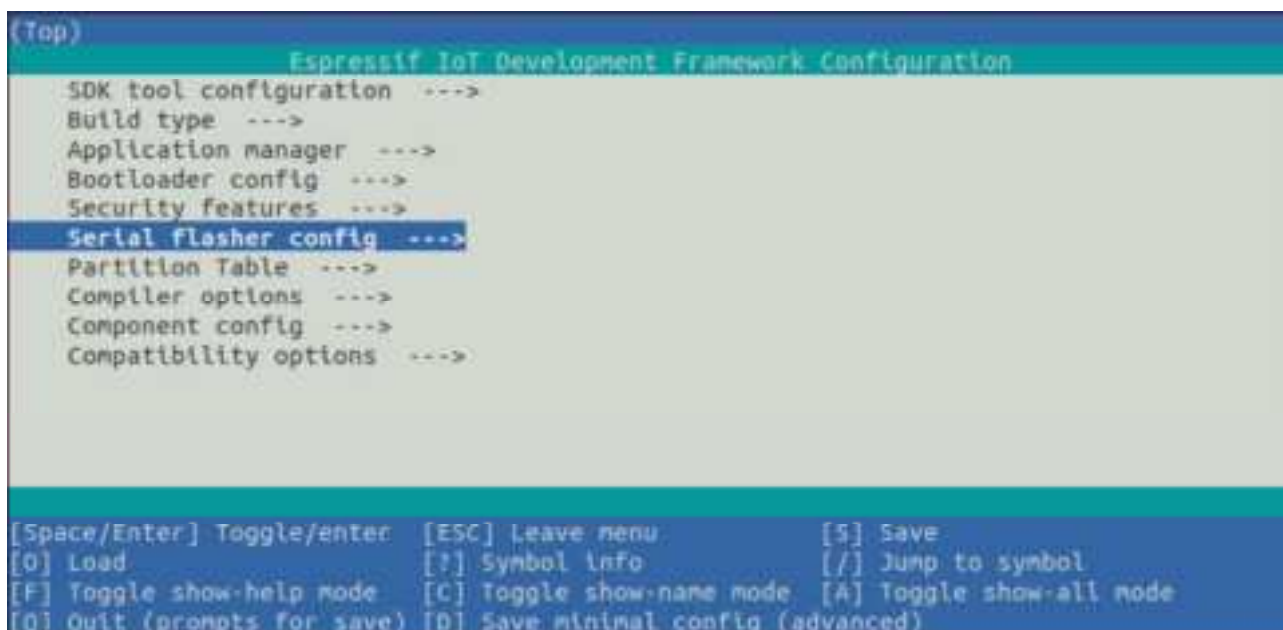 (Top)
Espressif IoT Development Framework Configuration
SDK tool configuration  --->
Build type  --->
Application manager  --->
Bootloader config  --->
Security features  --->
Serial flasher config  --->
Partition Table  --->
Compiler options  --->
Component config  --->
Compatibility options  --->
[Space/Enter] Toggle/enter  [ESC] Leave menu  [S] Save
[O] Load  [?] Symbol info  [/] Jump to symbol
[F] Toggle show-help mode  [C] Toggle show-name mode  [A] Toggle show-all mode
[Q] Quit (prompts for save)  [D] Save minimal config (advanced)